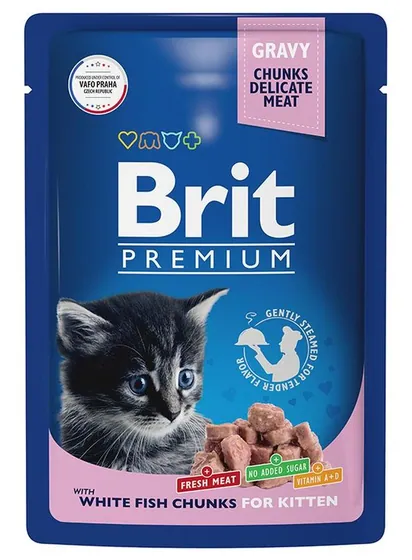 PRODUCED UNDER CONTROL OF
VAFO PRAHA
CZECH REPUBLIC
GRAVY
CHUNKS
DELICATE
MEAT
Brit
PREMIUM
GENTLY STEAMED FOR TENDER FLAVOR
FRESH MEAT
NO ADDED SUGAR
VITAMIN A+D
WITH
WHITE FISH CHUNKS FOR KITTEN